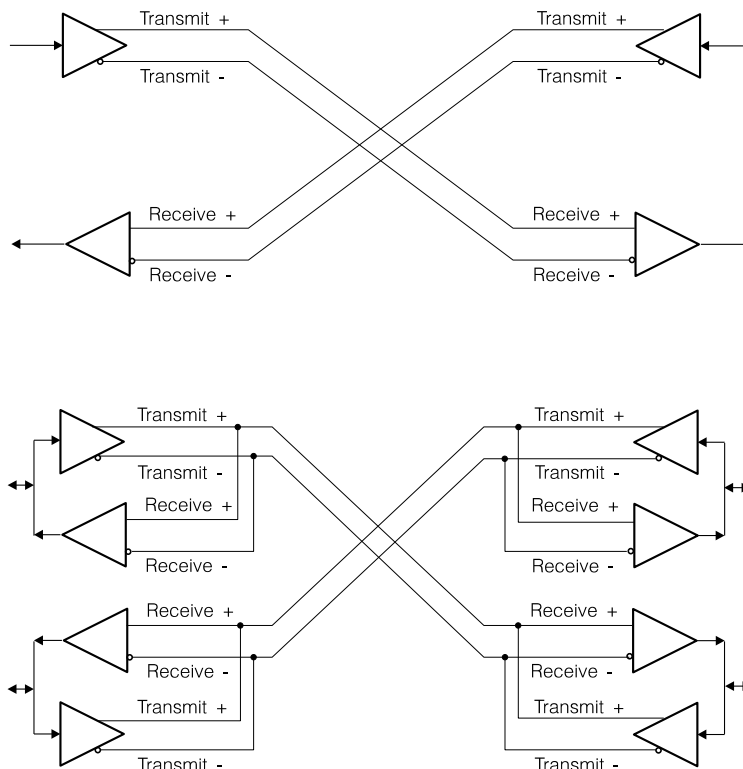 Transmit + Transmit +
Transmit - Transmit -
Receive + Receive +
Receive - Receive -
Transmit + Transmit +
Transmit - Transmit -
Receive + Receive +
Receive - Receive -
Receive + Receive +
Receive - Receive -
Transmit + Transmit +
Transmit - Transmit -